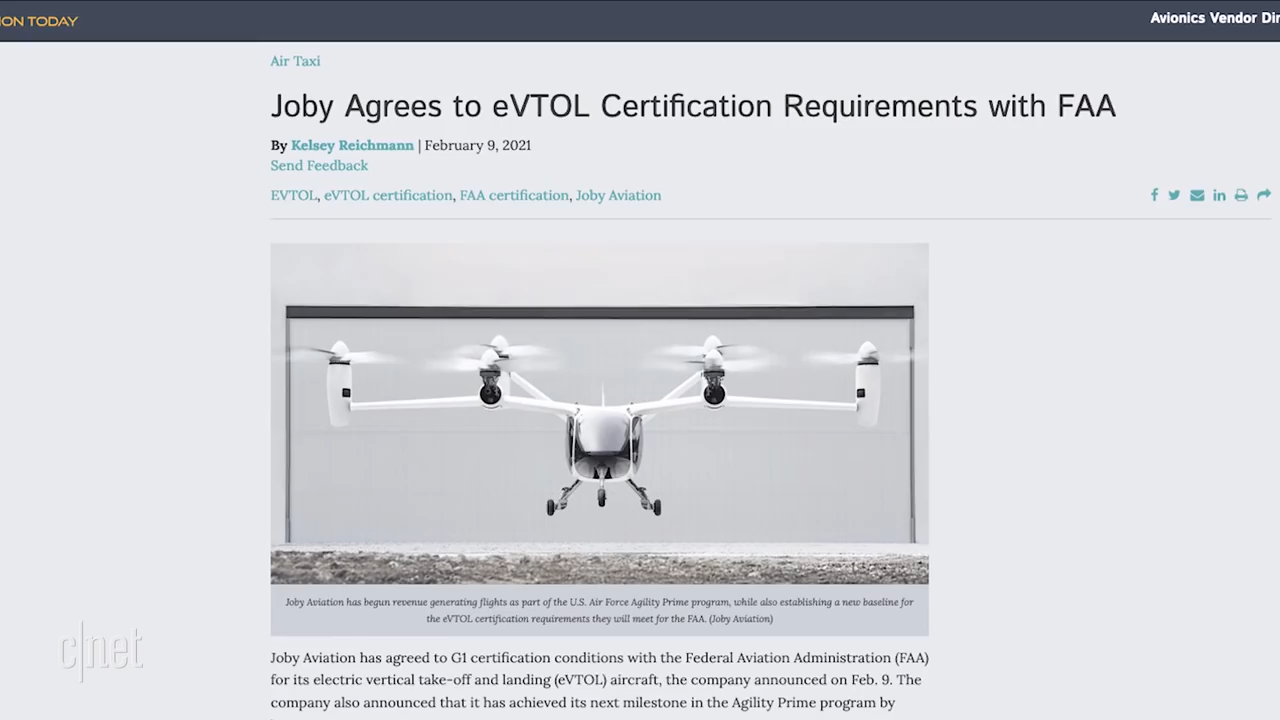 ION TODAY
Avionics Vendor Dir
Air Taxi
Joby Agrees to eVTOL Certification Requirements with FAA
By Kelsey Reichmann | February 9, 2021
Send Feedback
EVTOL, eVTOL certification, FAA certification, Joby Aviation
Joby Aviation has begun revenue generating flights as part of the U.S. Air Force Agility Prime program, while also establishing a new baseline for
the eVTOL certification requirements they will meet for the FAA. (Joby Aviation)
c|net
Joby Aviation has agreed to G1 certification conditions with the Federal Aviation Administration (FAA)
for its electric vertical take-off and landing (eVTOL) aircraft, the company announced on Feb. 9. The
company also announced that it has achieved its next milestone in the Agility Prime program by